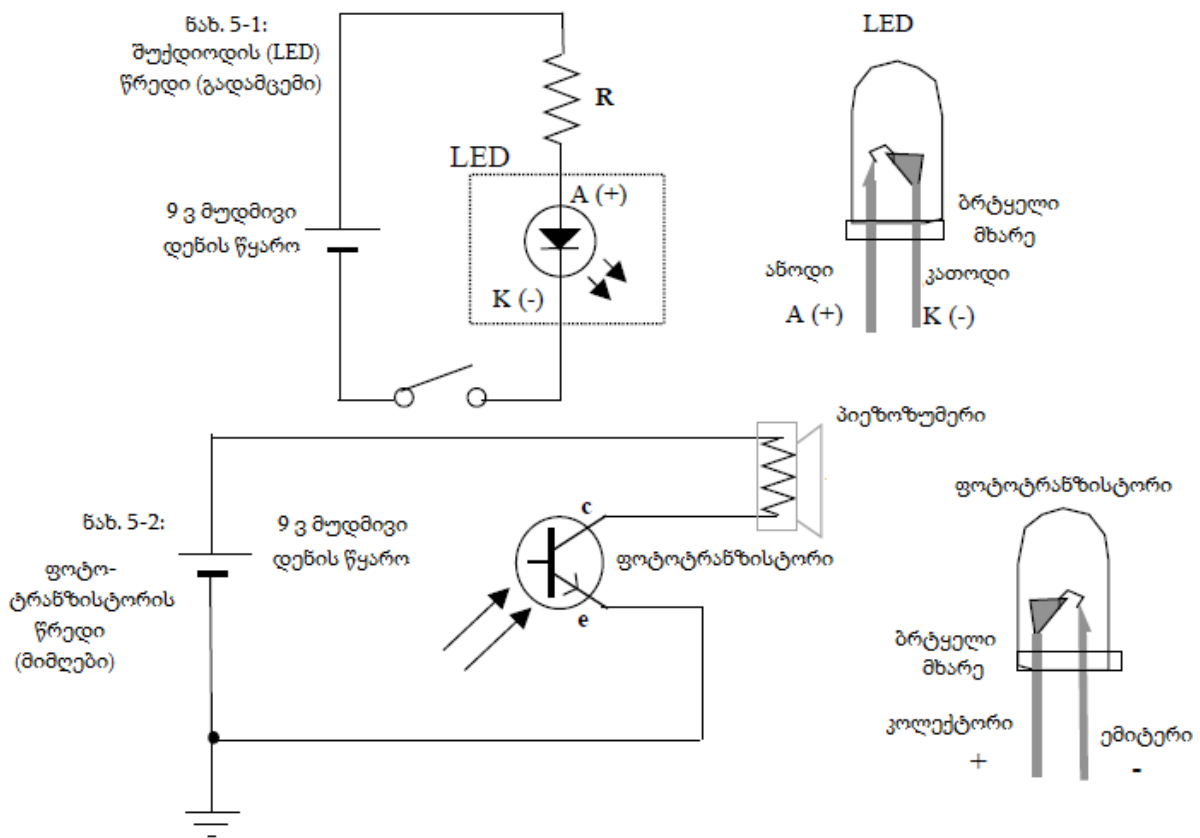 ნახ. 5-1:
შუქდიოდის (LED)
წრედი (გადამცემი)
R
LED
A (+)
K (-)
9 ვ მუდმივი
დენის წყარო
LED
ბრტყელი
მხარე
ანოდი
კათოდი
A (+)
K (-)
პიეზოზუმერი
ნახ. 5-2:
ფოტო-
ტრანზისტორის
წრედი
(მიმღები)
9 ვ მუდმივი
დენის წყარო
c
ფოტოტრანზისტორი
e
ფოტოტრანზისტორი
ბრტყელი
მხარე
კოლექტორი
+
ემიტერი
-